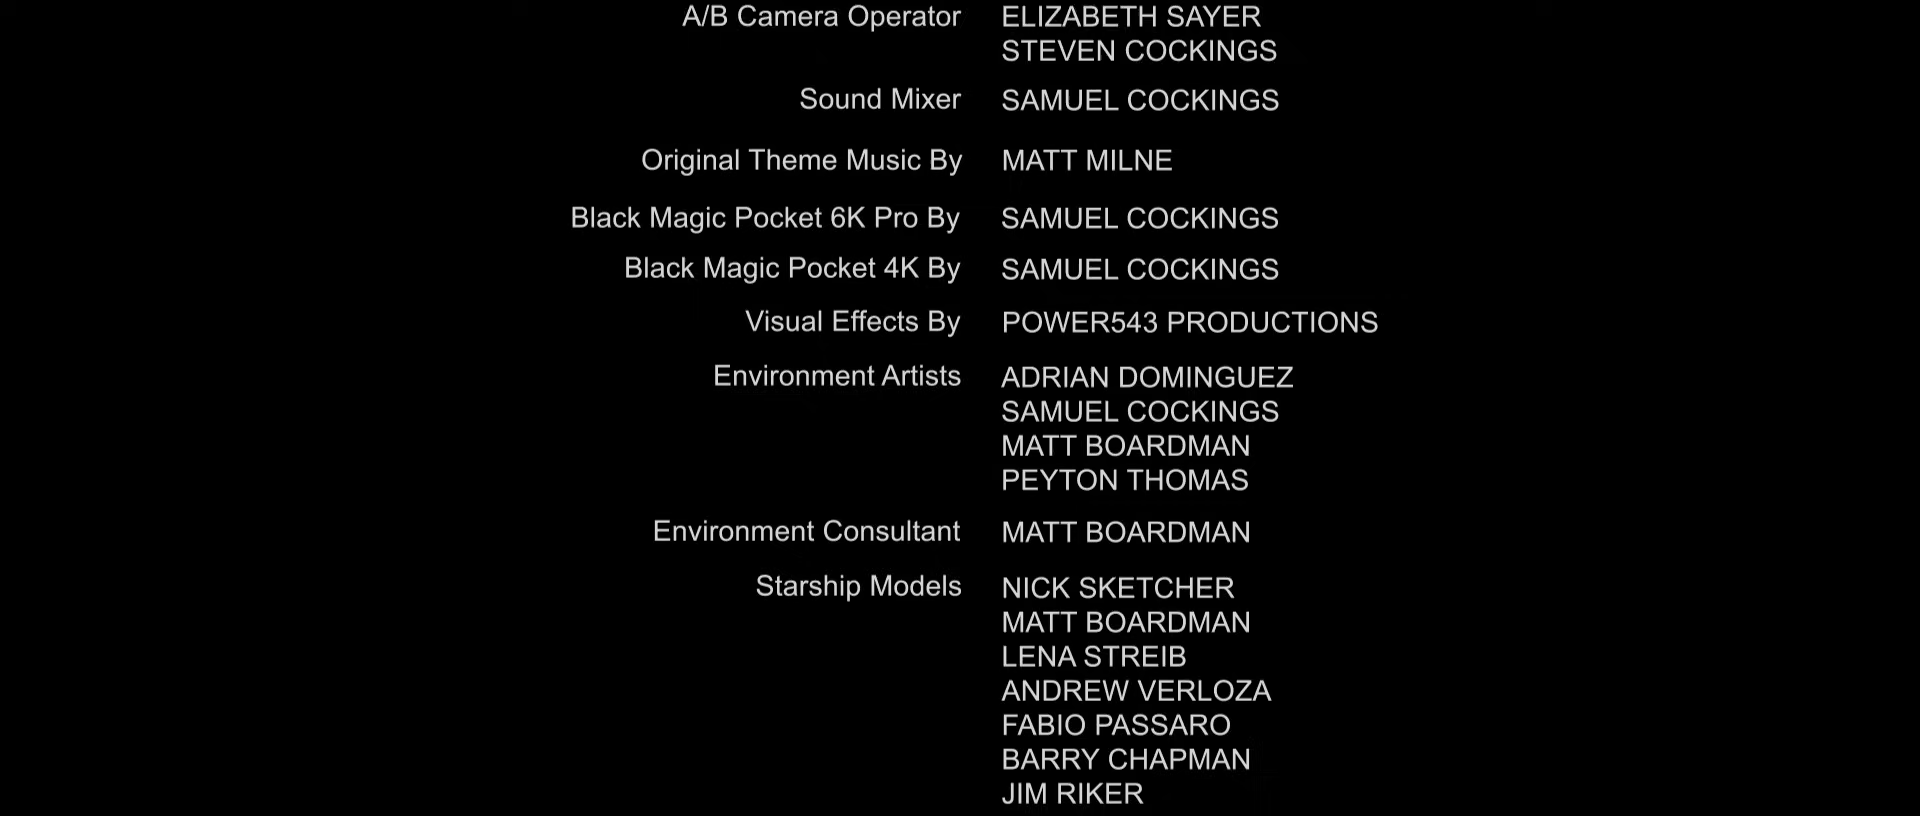 A/B Camera Operator ELIZABETH SAYER
STEVEN COCKINGS
Sound Mixer SAMUEL COCKINGS
Original Theme Music By MATT MILNE
Black Magic Pocket 6K Pro By SAMUEL COCKINGS
Black Magic Pocket 4K By SAMUEL COCKINGS
Visual Effects By POWER543 PRODUCTIONS
Environment Artists ADRIAN DOMINGUEZ
SAMUEL COCKINGS
MATT BOARDMAN
PEYTON THOMAS
Environment Consultant MATT BOARDMAN
Starship Models NICK SKETCHER
MATT BOARDMAN
LENA STREIB
ANDREW VERLOZA
FABIO PASSARO
BARRY CHAPMAN
JIM RIKER